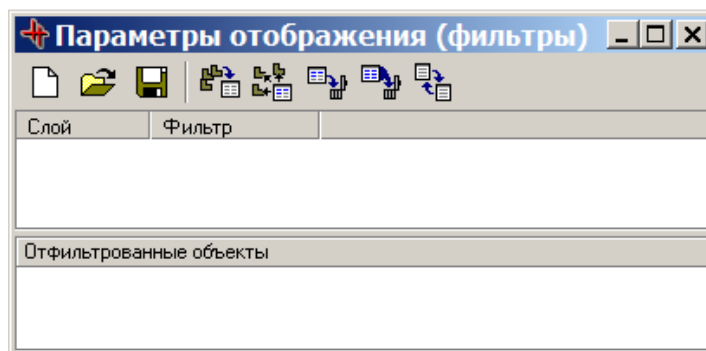 Параметры отображения (фильтры)
Слой Фильтр
Отфильтрованные объекты